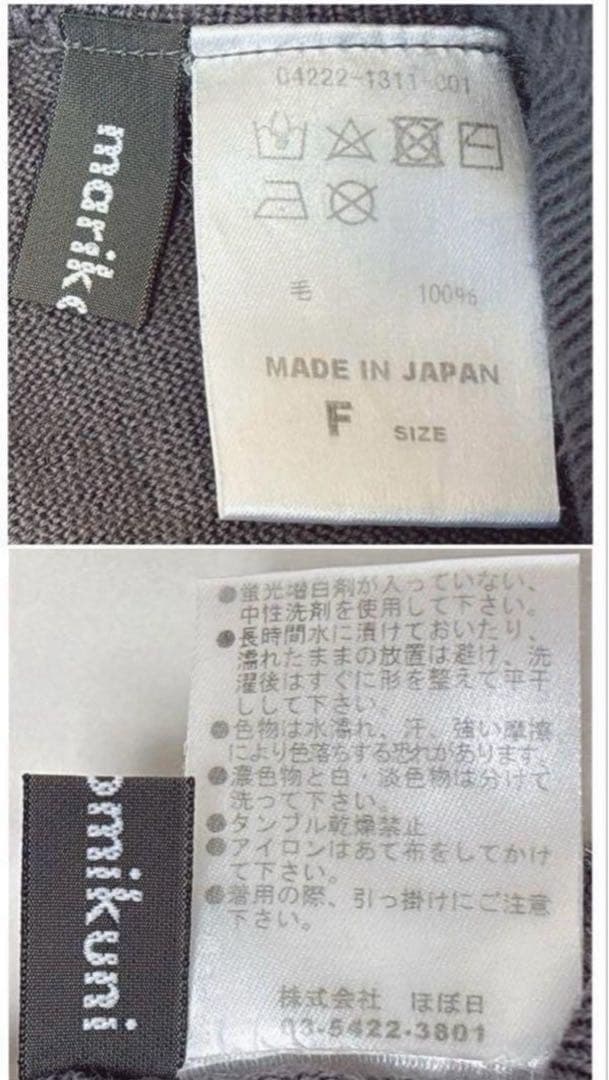 marik
04222-1311-001
毛 100%
MADE IN JAPAN
F SIZE
omikuni
●蛍光増白剤が入っていない、
中性洗剤を使用して下さい。
●長時間水に漬けておいたり、
濡れたままの放置は避け、洗
濯後はすぐに形を整えて平干
しして下さい。
●色物は水濡れ、汗、強い摩擦
により色落ちする恐れがあります。
●濃色物と白・淡色物は分けて
洗って下さい。
●タンブル乾燥禁止
●アイロンはあて布をしてかけ
て下さい。
●着用の際、引っ掛けにご注意
下さい。
株式会社 ほぼ日
03-5422-3801